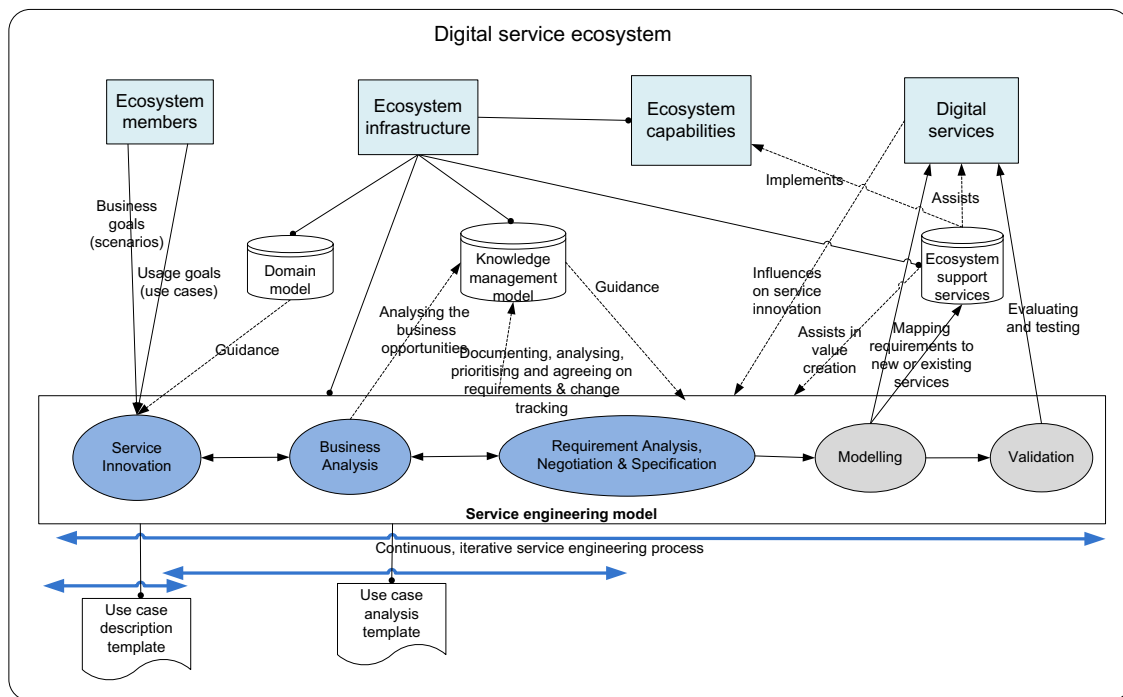 Digital service ecosystem
Ecosystem
members
Ecosystem
infrastructure
Ecosystem
capabilities
Digital
services
Implements
Assists
Business
goals
(scenarios)
Usage goals
(use cases)
Domain
model
Knowledge
management
model
Ecosystem
support
services
Guidance
Analysing the
business
opportunities
Guidance
Influences
on service
innovation
Assists in
value
creation
Mapping
requirements to
new or existing
services
Evaluating
and testing
Documenting, analysing,
prioritising and agreeing on
requirements & change
tracking
Service
Innovation
Business
Analysis
Requirement Analysis,
Negotiation & Specification
Modelling
Validation
Service engineering model
Continuous, iterative service engineering process
Use case
description
template
Use case
analysis
template